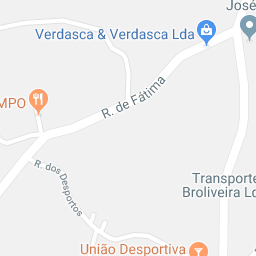 José
Verdasca & Verdasca Lda
MPO
R. de Fátima
R. dos Desportos
Transporte
Broliveira Lo
União Desportiva